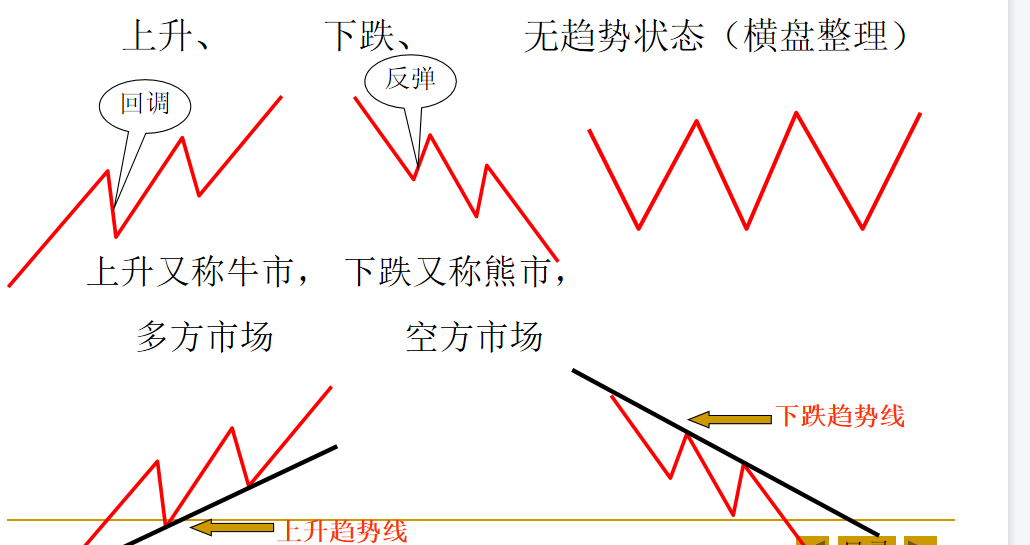 上升、 下跌、 无趋势状态（横盘整理）
回调
反弹
上升又称牛市， 下跌又称熊市，
多方市场 空方市场
下跌趋势线
上升趋势线